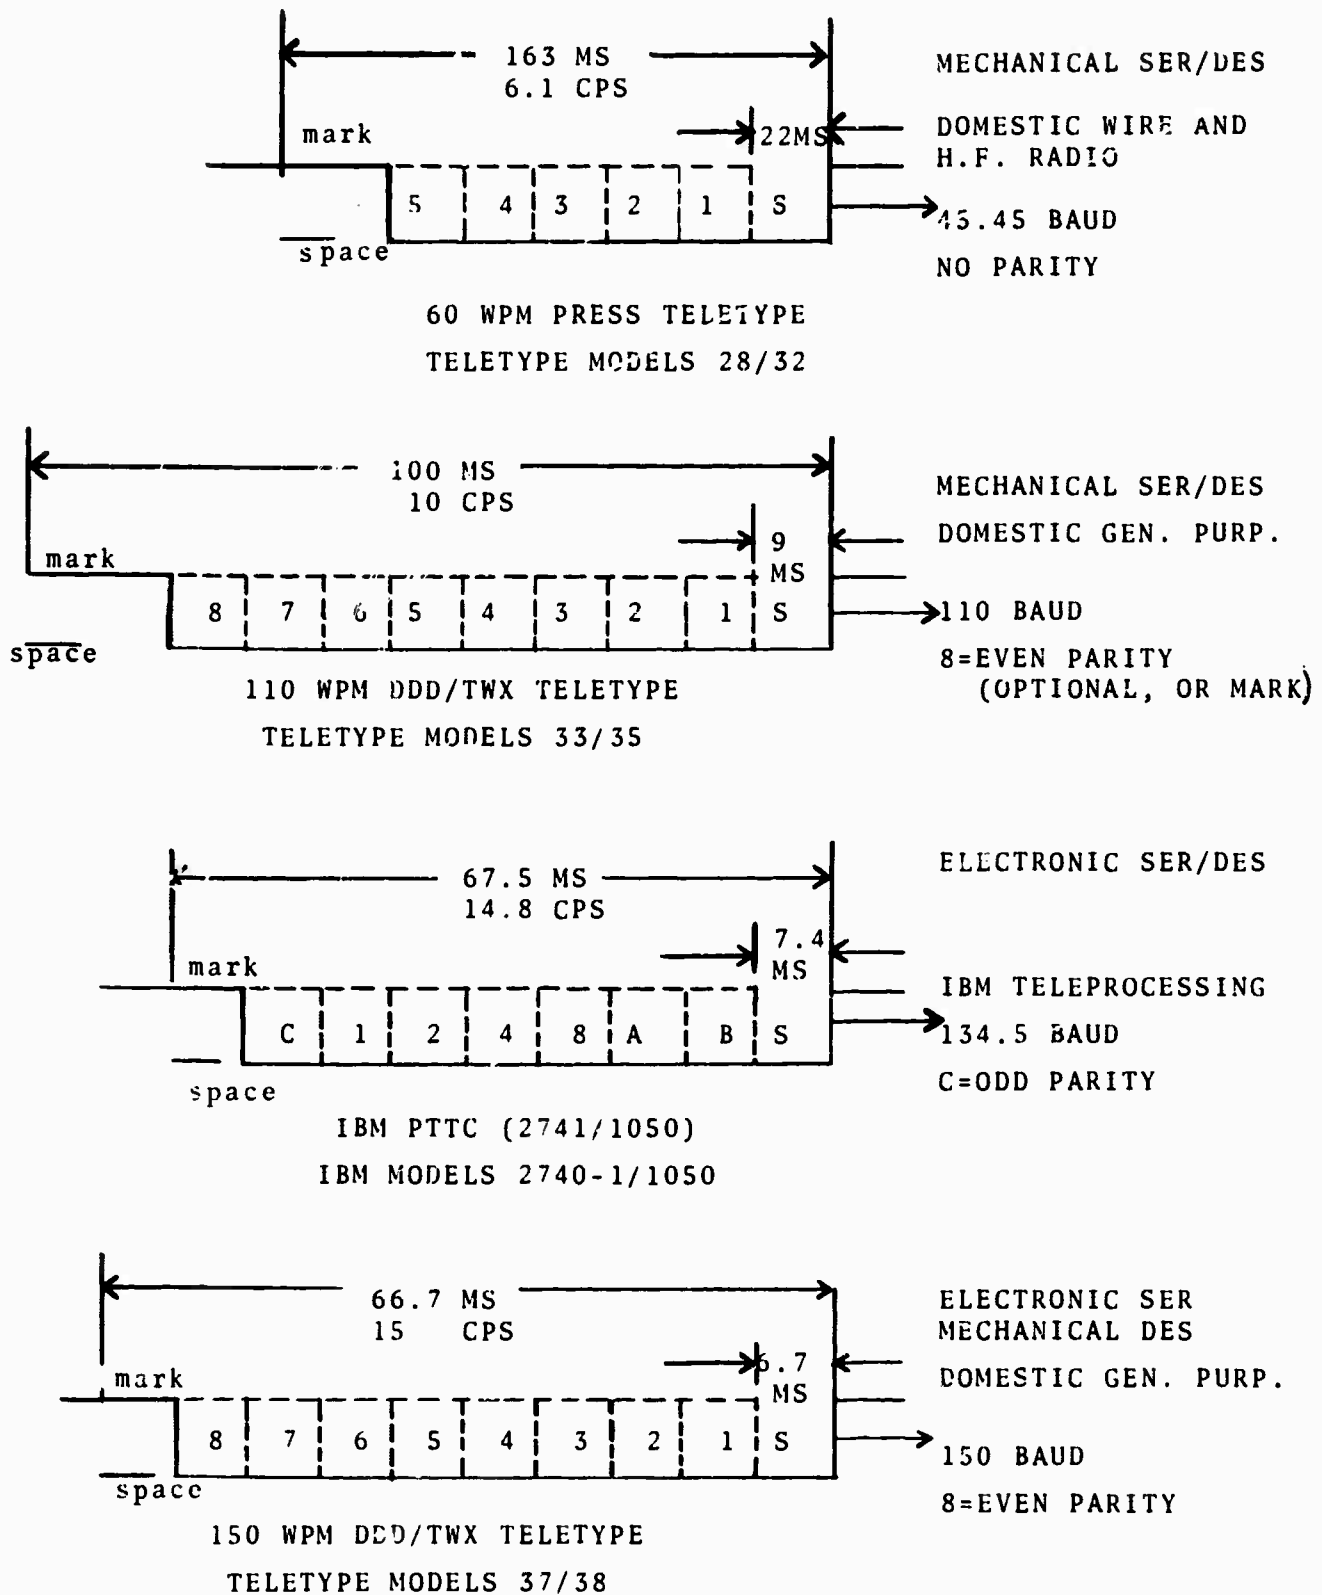 163 MS
6.1 CPS
MECHANICAL SER/DES
mark
22MS
DOMESTIC WIRE AND
H.F. RADIO
5 4 3 2 1 S
45.45 BAUD
space
NO PARITY
60 WPM PRESS TELETYPE
TELETYPE MODELS 28/32
100 MS
10 CPS
MECHANICAL SER/DES
mark
9
MS
DOMESTIC GEN. PURP.
8 7 6 5 4 3 2 1 S
110 BAUD
space
8=EVEN PARITY
(OPTIONAL, OR MARK)
110 WPM DDD/TWX TELETYPE
TELETYPE MODELS 33/35
67.5 MS
14.8 CPS
ELECTRONIC SER/DES
mark
7.4
MS
IBM TELEPROCESSING
C 1 2 4 8 A B S
134.5 BAUD
space
C=ODD PARITY
IBM PTTC (2741/1050)
IBM MODELS 2740-1/1050
66.7 MS
15 CPS
ELECTRONIC SER
MECHANICAL DES
mark
6.7
MS
DOMESTIC GEN. PURP.
8 7 6 5 4 3 2 1 S
150 BAUD
space
8=EVEN PARITY
150 WPM DDD/TWX TELETYPE
TELETYPE MODELS 37/38